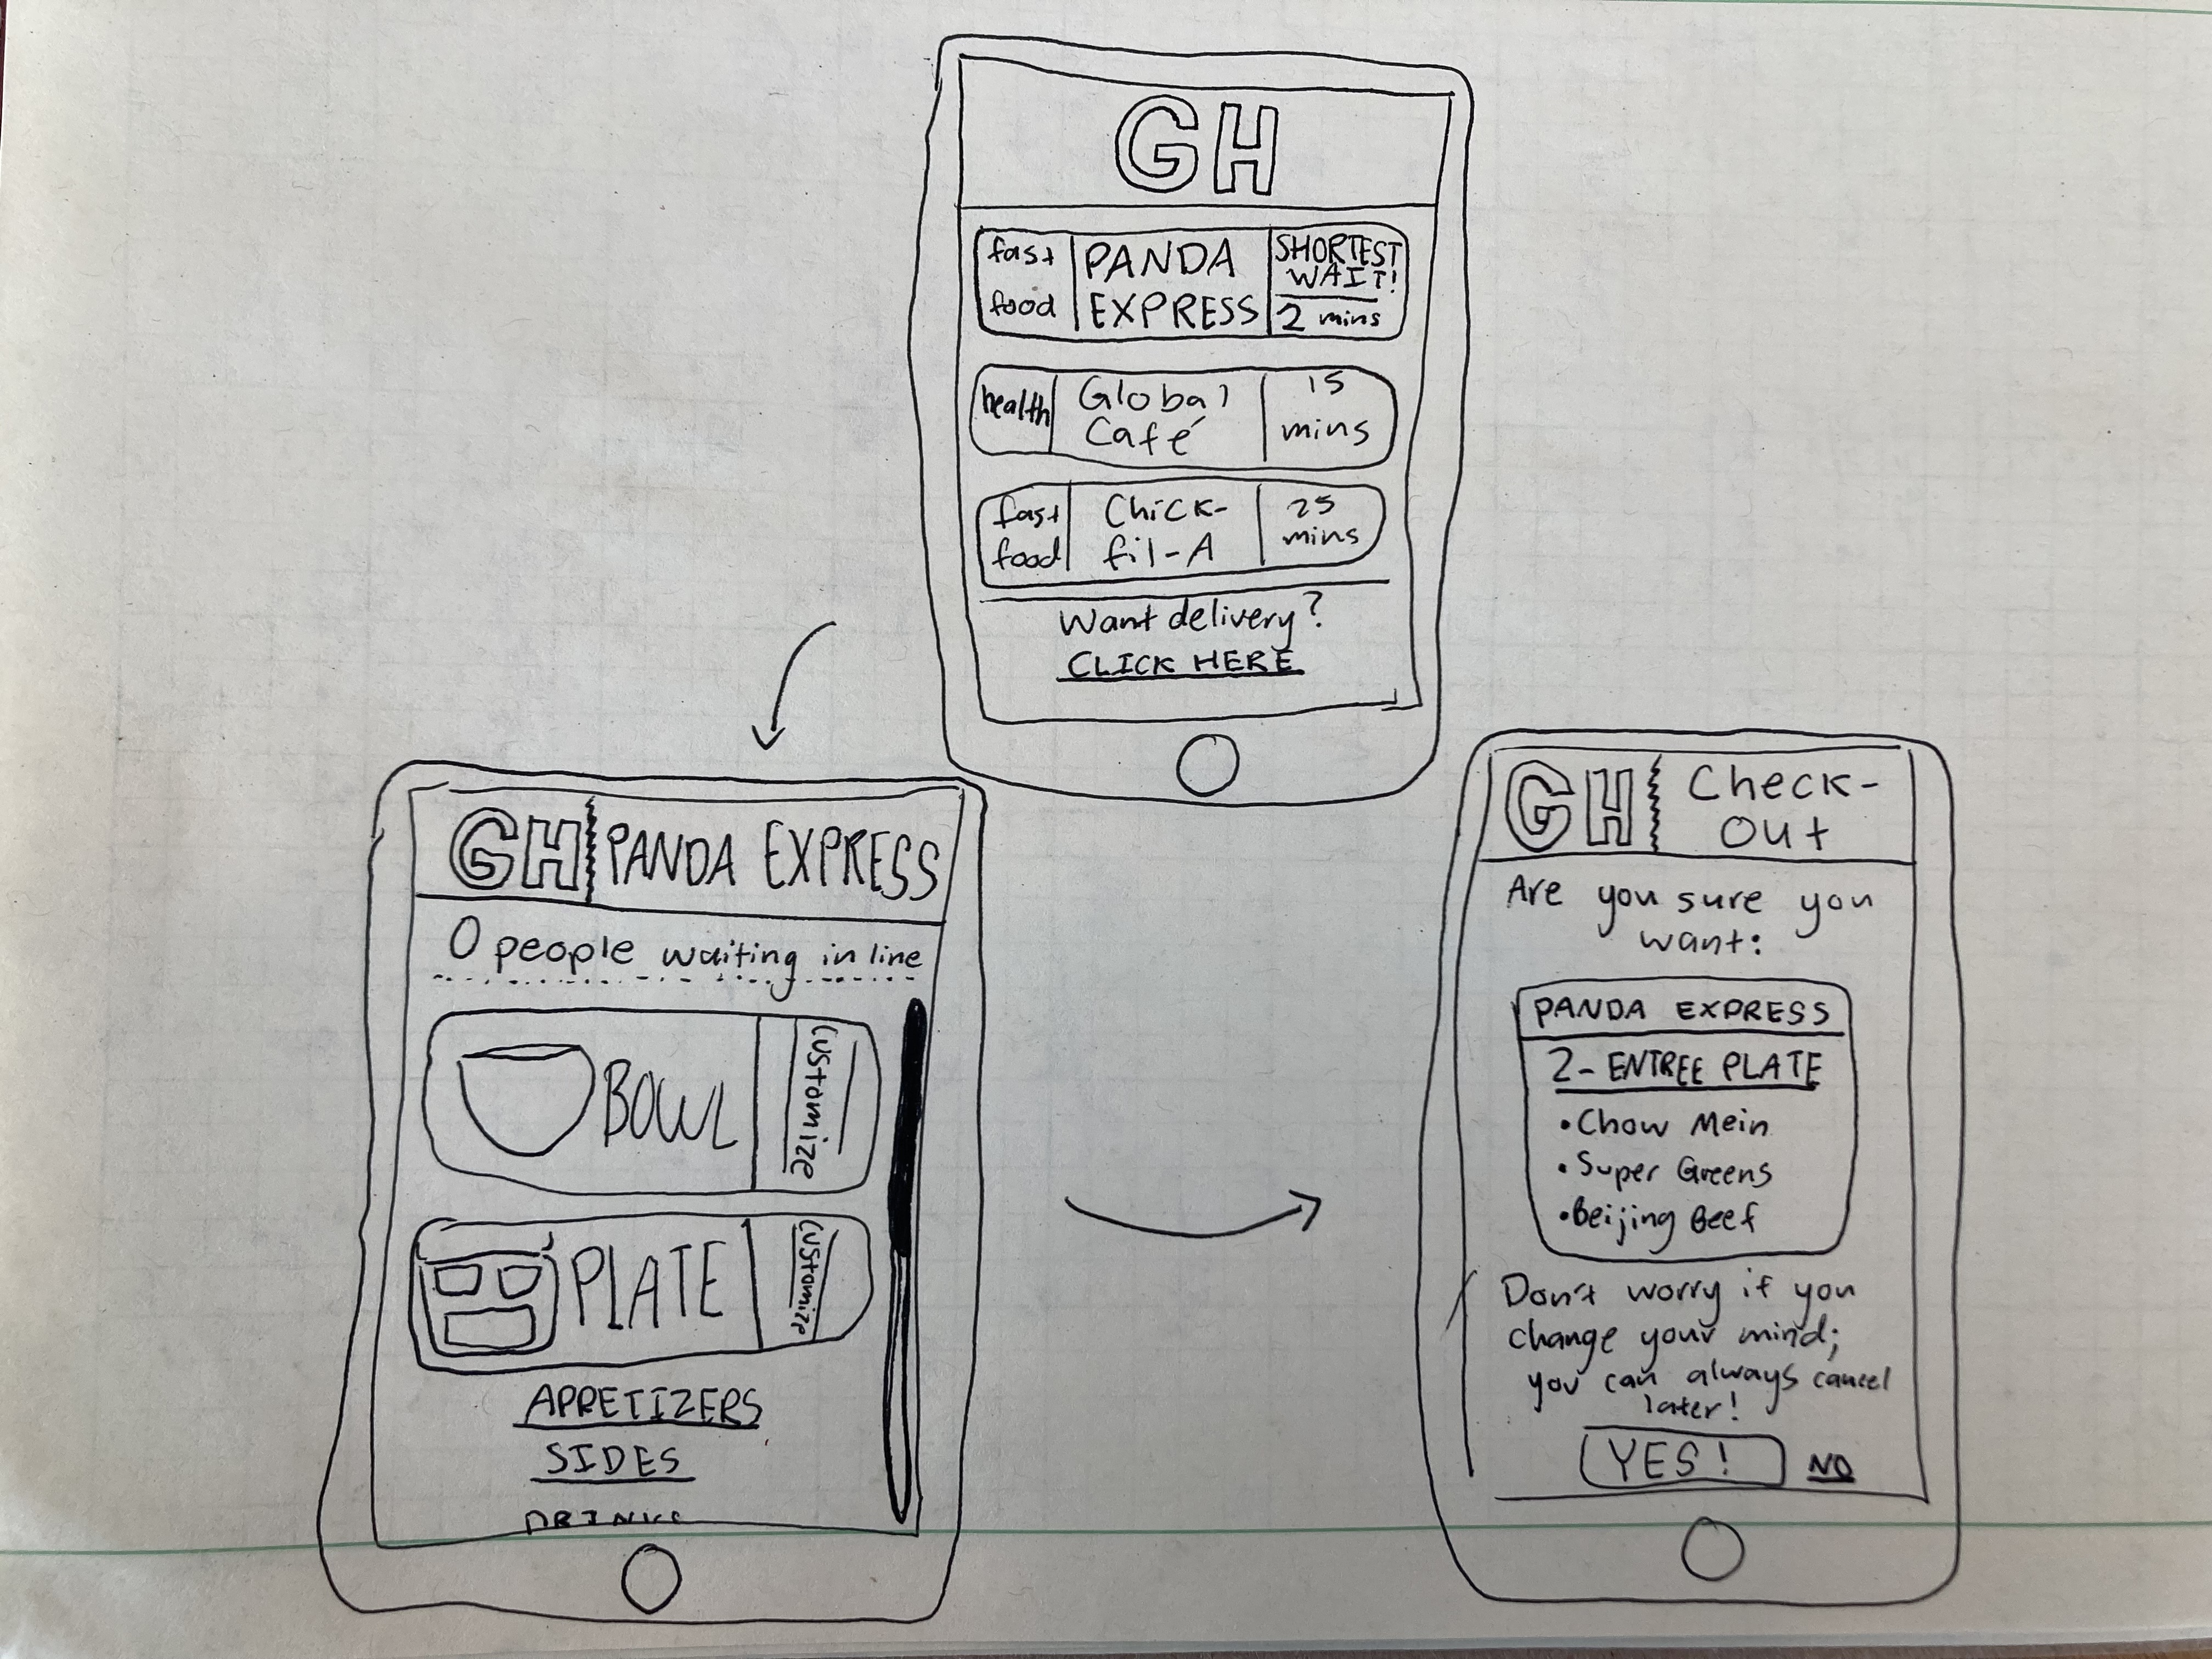 GH
fast
food
PANDA
EXPRESS
SHORTEST
WAIT!
2 mins
health
Global
Café
15
mins
fast
food
Chick-
fil-A
25
mins
Want delivery?
CLICK HERE
GH PANDA EXPRESS
0 people waiting in line
BOWL
Customize
PLATE
Customize
APPETIZERS
SIDES
DRINKS
GH
Check-
Out
Are you sure you
want:
PANDA EXPRESS
2-ENTREE PLATE
• Chow Mein
• Super Greens
• Beijing Beef
Don't worry if you
change your mind;
you can always cancel
later!
YES! NO